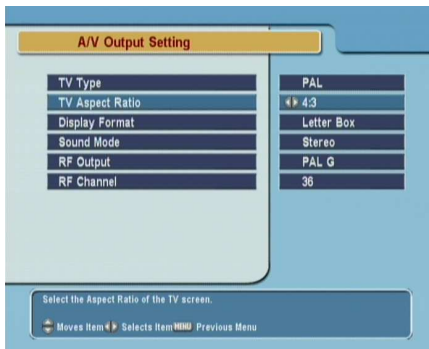 A/V Output Setting
TV Type PAL
TV Aspect Ratio 4:3
Display Format Letter Box
Sound Mode Stereo
RF Output PAL G
RF Channel 36
Select the Aspect Ratio of the TV screen.
Moves Item Selects Item MENU Previous Menu